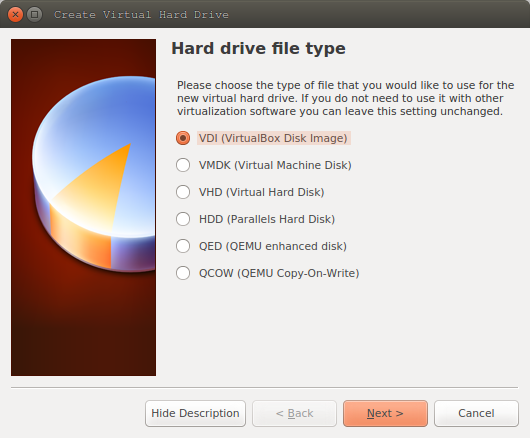 Create Virtual Hard Drive
Hard drive file type
Please choose the type of file that you would like to use for the
new virtual hard drive. If you do not need to use it with other
virtualization software you can leave this setting unchanged.
VDI (VirtualBox Disk Image)
VMDK (Virtual Machine Disk)
VHD (Virtual Hard Disk)
HDD (Parallels Hard Disk)
QED (QEMU enhanced disk)
QCOW (QEMU Copy-On-Write)
Hide Description
< Back
Next >
Cancel